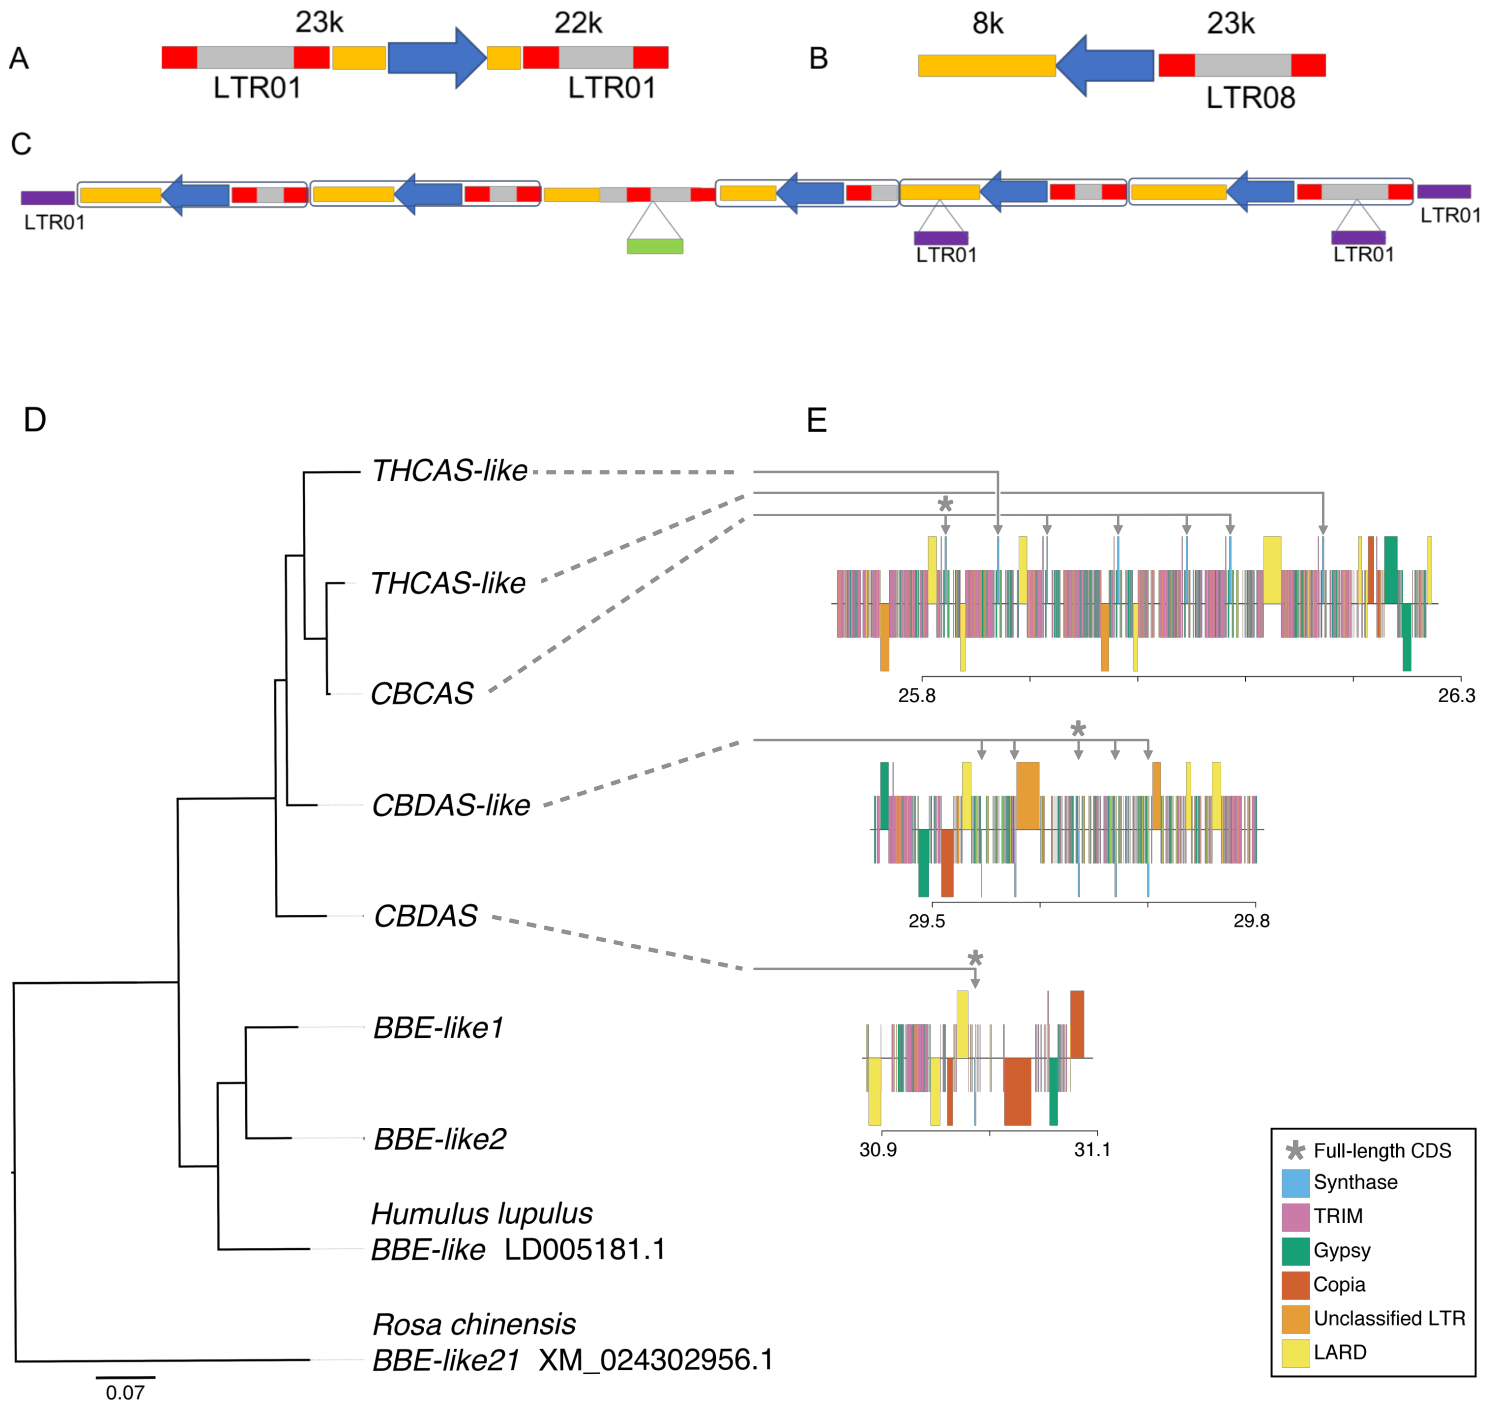 A
23k
22k
LTR01
LTR01
B
8k
23k
LTR08
C
LTR01
LTR01
LTR01
LTR01
D
THCAS-like
THCAS-like
CBCAS
CBDAS-like
CBDAS
BBE-like1
BBE-like2
Humulus lupulus
BBE-like LD005181.1
Rosa chinensis
BBE-like21 XM_024302956.1
0.07
E
*
25.8
26.3
*
29.5
29.8
*
30.9
31.1
* Full-length CDS
Synthase
TRIM
Gypsy
Copia
Unclassified LTR
LARD